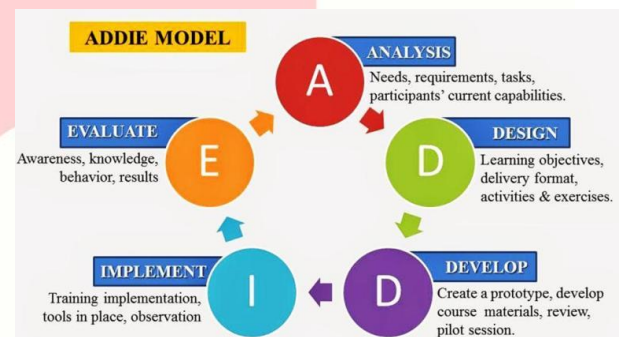 ADDIE MODEL
A
ANALYSIS
Needs, requirements, tasks,
participants' current capabilities.
D
DESIGN
Learning objectives,
delivery format,
activities & exercises.
D
DEVELOP
Create a prototype, develop
course materials, review,
pilot session.
I
IMPLEMENT
Training implementation,
tools in place, observation
E
EVALUATE
Awareness, knowledge,
behavior, results